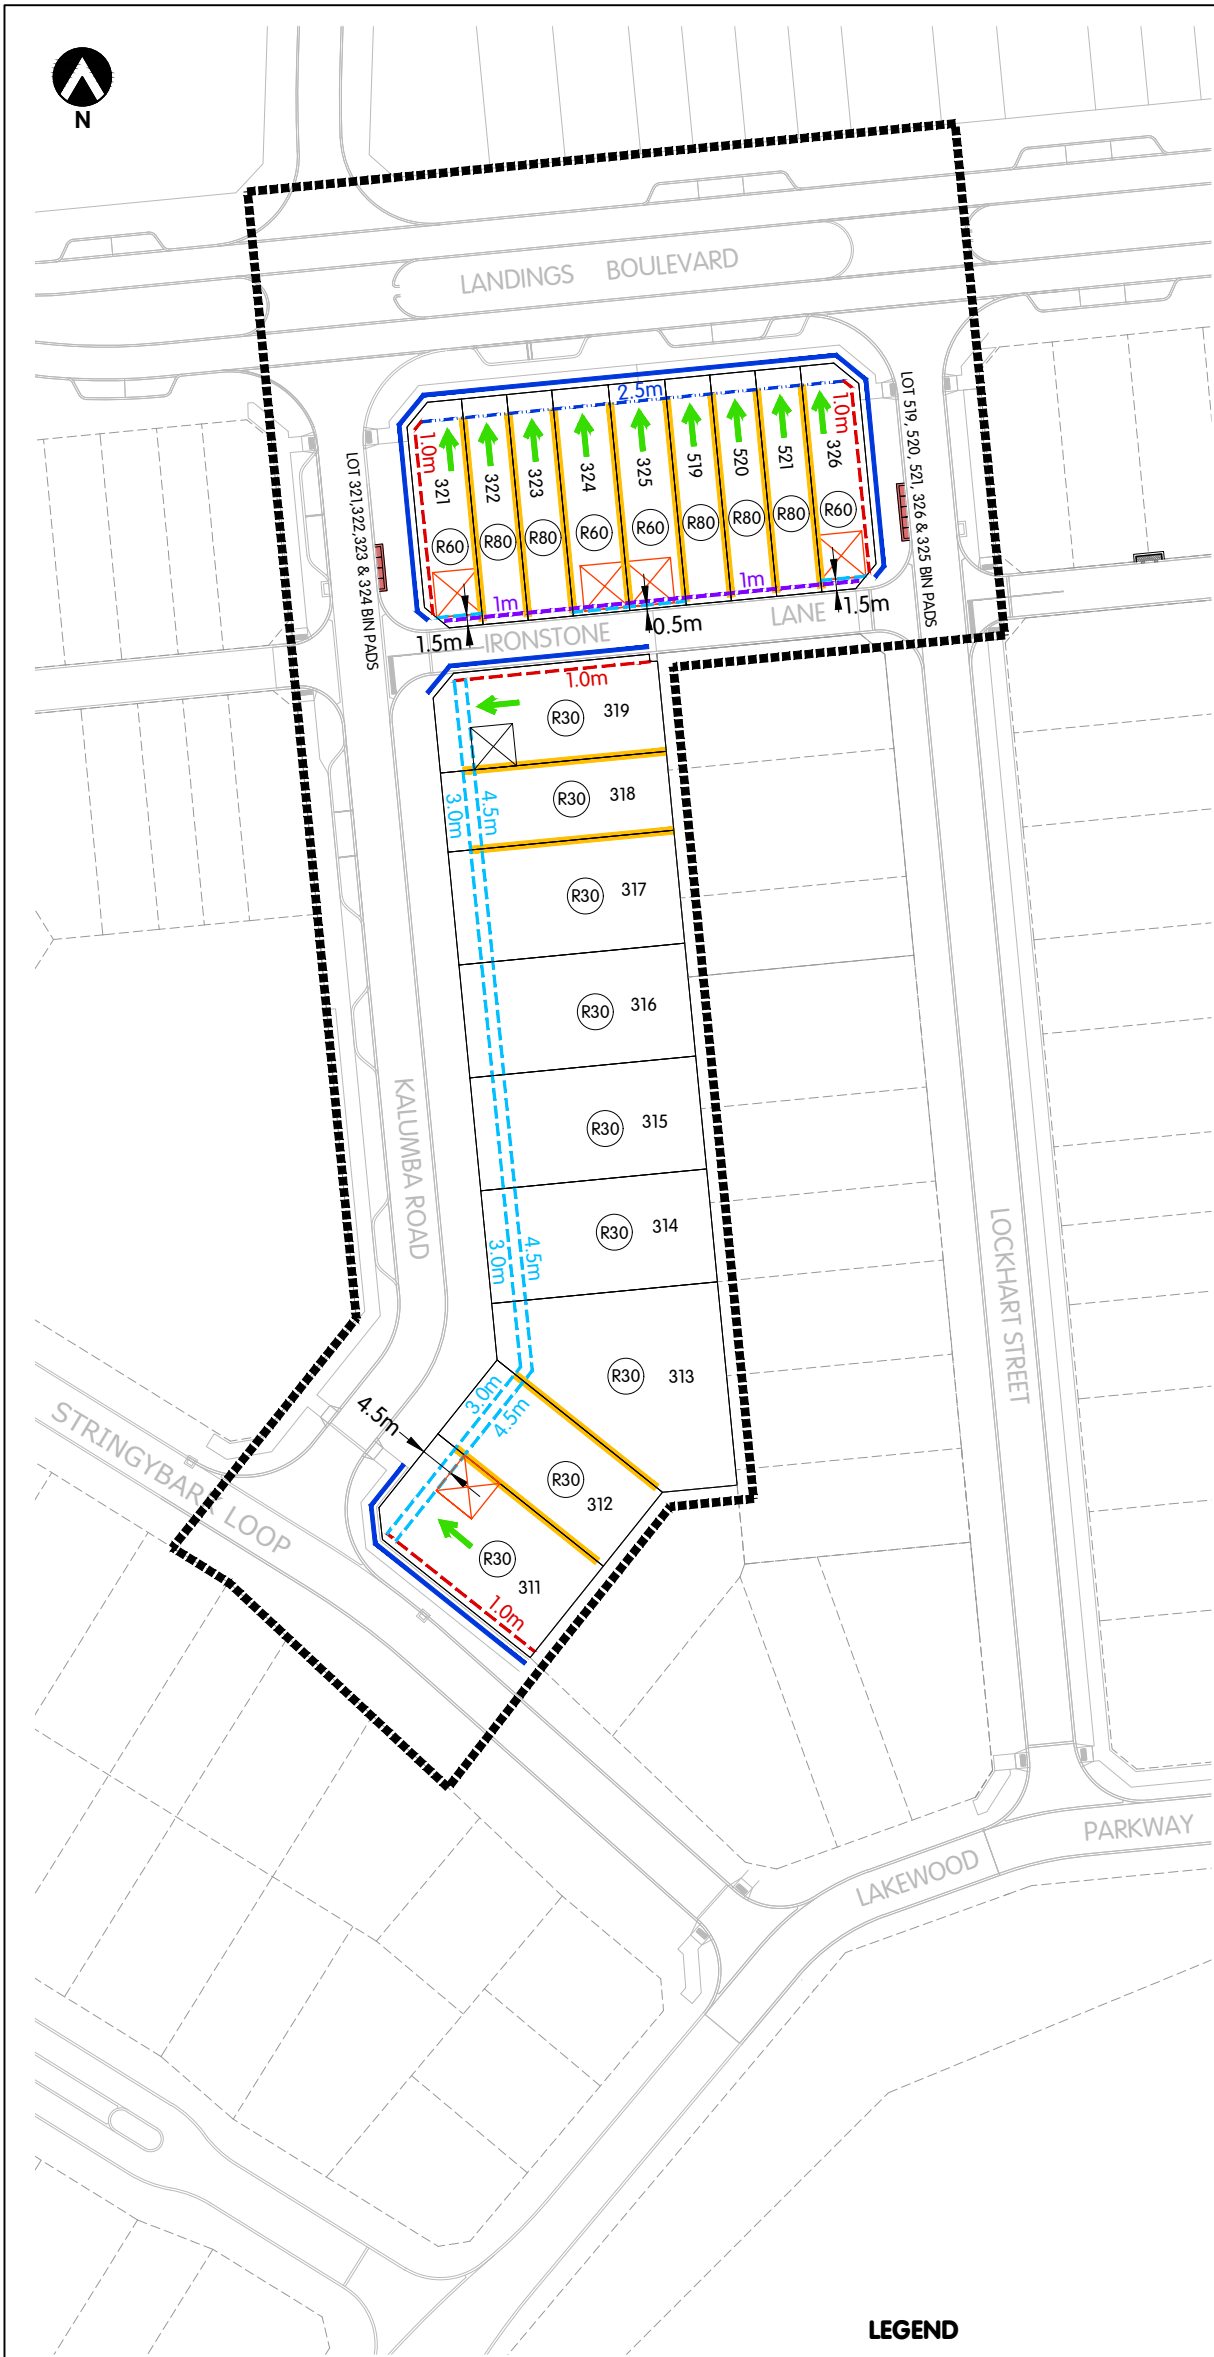 N
LANDINGS BOULEVARD
2.5m
1.0m
1.0m
321
322
323
324
325
519
520
521
326
R60
R80
R80
R60
R60
R80
R80
R80
R60
LOT 321,322,323 & 324 BIN PADS
LOT 519, 520, 521, 326 & 325 BIN PADS
1m
1m
1.5m
0.5m
1.5m
IRONSTONE LANE
1.0m
R30 319
R30 318
3.0m
4.5m
R30 317
R30 316
R30 315
R30 314
3.0m
4.5m
R30 313
KALUMBA ROAD
LOCKHART STREET
3.0m
4.5m
4.5m
R30
312
R30
311
1.0m
STRINGYBARK LOOP
LAKEWOOD PARKWAY
LEGEND